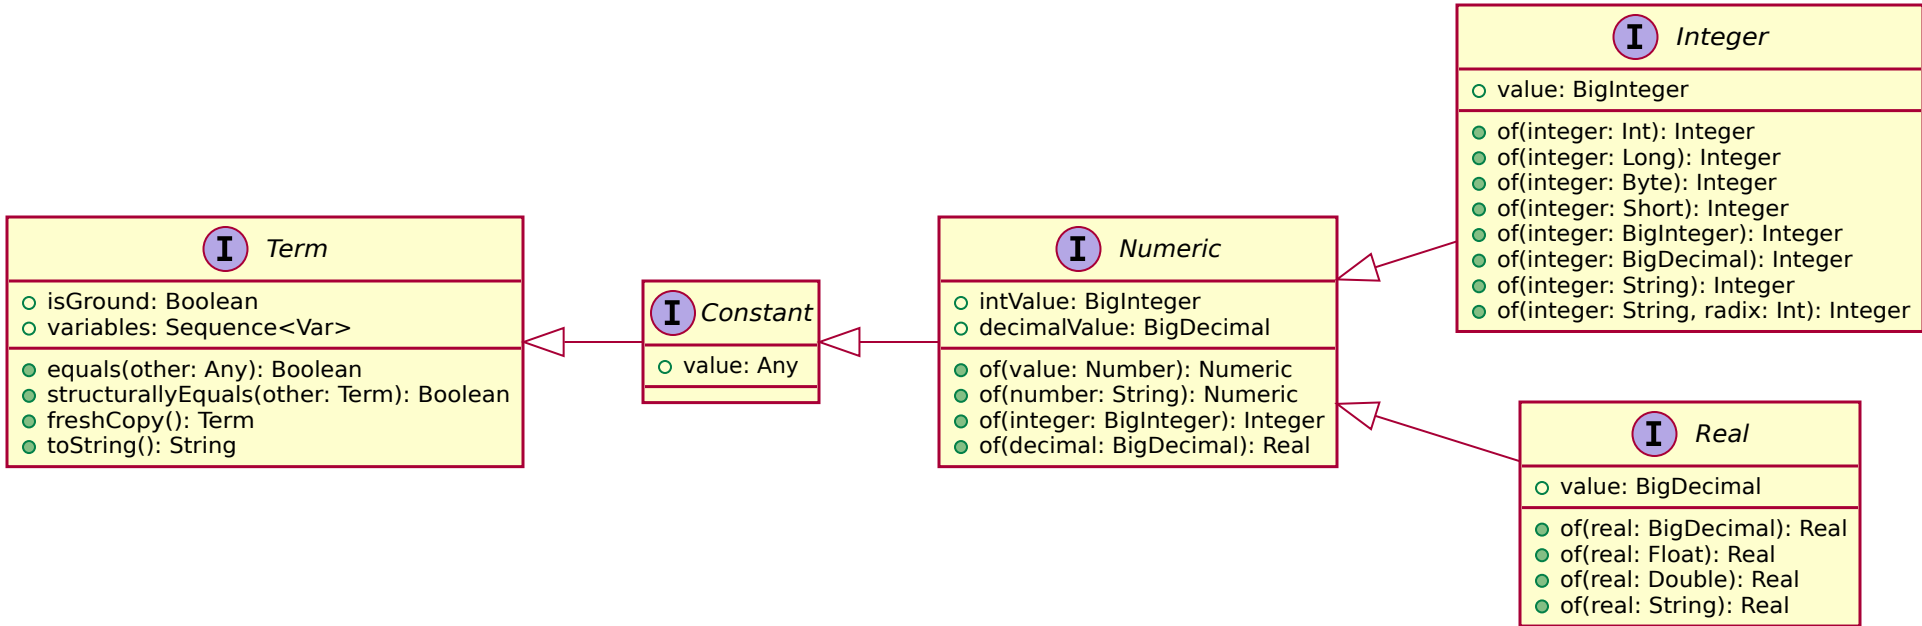 I Term
isGround: Boolean
variables: Sequence<Var>
equals(other: Any): Boolean
structurallyEquals(other: Term): Boolean
freshCopy(): Term
toString(): String
I Constant
value: Any
I Numeric
intValue: BigInteger
decimalValue: BigDecimal
of(value: Number): Numeric
of(number: String): Numeric
of(integer: BigInteger): Integer
of(decimal: BigDecimal): Real
I Integer
value: BigInteger
of(integer: Int): Integer
of(integer: Long): Integer
of(integer: Byte): Integer
of(integer: Short): Integer
of(integer: BigInteger): Integer
of(integer: BigDecimal): Integer
of(integer: String): Integer
of(integer: String, radix: Int): Integer
I Real
value: BigDecimal
of(real: BigDecimal): Real
of(real: Float): Real
of(real: Double): Real
of(real: String): Real